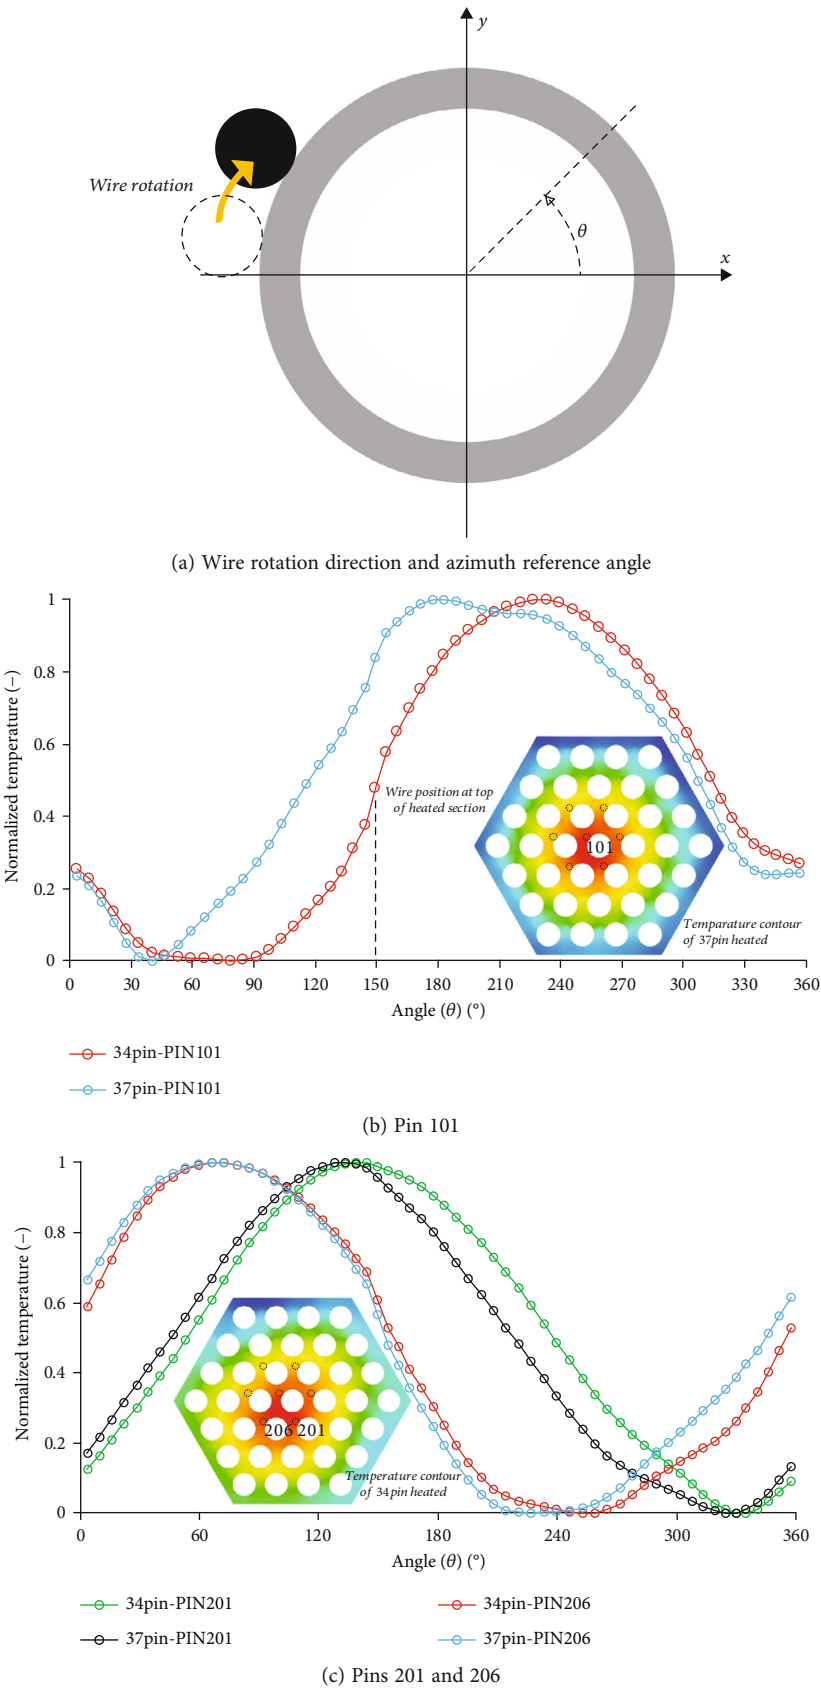 y
Wire rotation
θ
x
(a) Wire rotation direction and azimuth reference angle
Normalized temperature (−)
1
0.8
0.6
0.4
0.2
0
Wire position at top
of heated section
101
Temparature contour
of 37pin heated
0 30 60 90 120 150 180 210 240 270 300 330 360
Angle (θ) (°)
34pin-PIN101
37pin-PIN101
(b) Pin 101
Normalized temperature (−)
1
0.8
0.6
0.4
0.2
0
206 201
Temperature contour
of 34pin heated
0 60 120 180 240 300 360
Angle (θ) (°)
34pin-PIN201 34pin-PIN206
37pin-PIN201 37pin-PIN206
(c) Pins 201 and 206